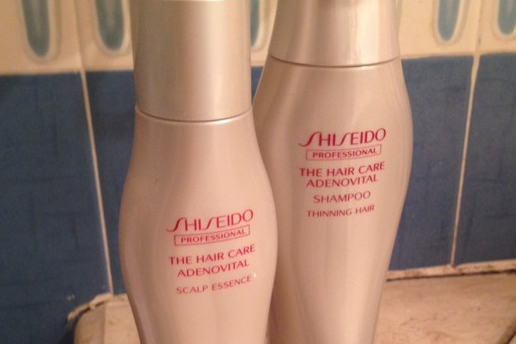 SHISEIDO
PROFESSIONAL
THE HAIR CARE
ADENOVITAL
SCALP ESSENCE
SHISEIDO
PROFESSIONAL
THE HAIR CARE
ADENOVITAL
SHAMPOO
THINNING HAIR